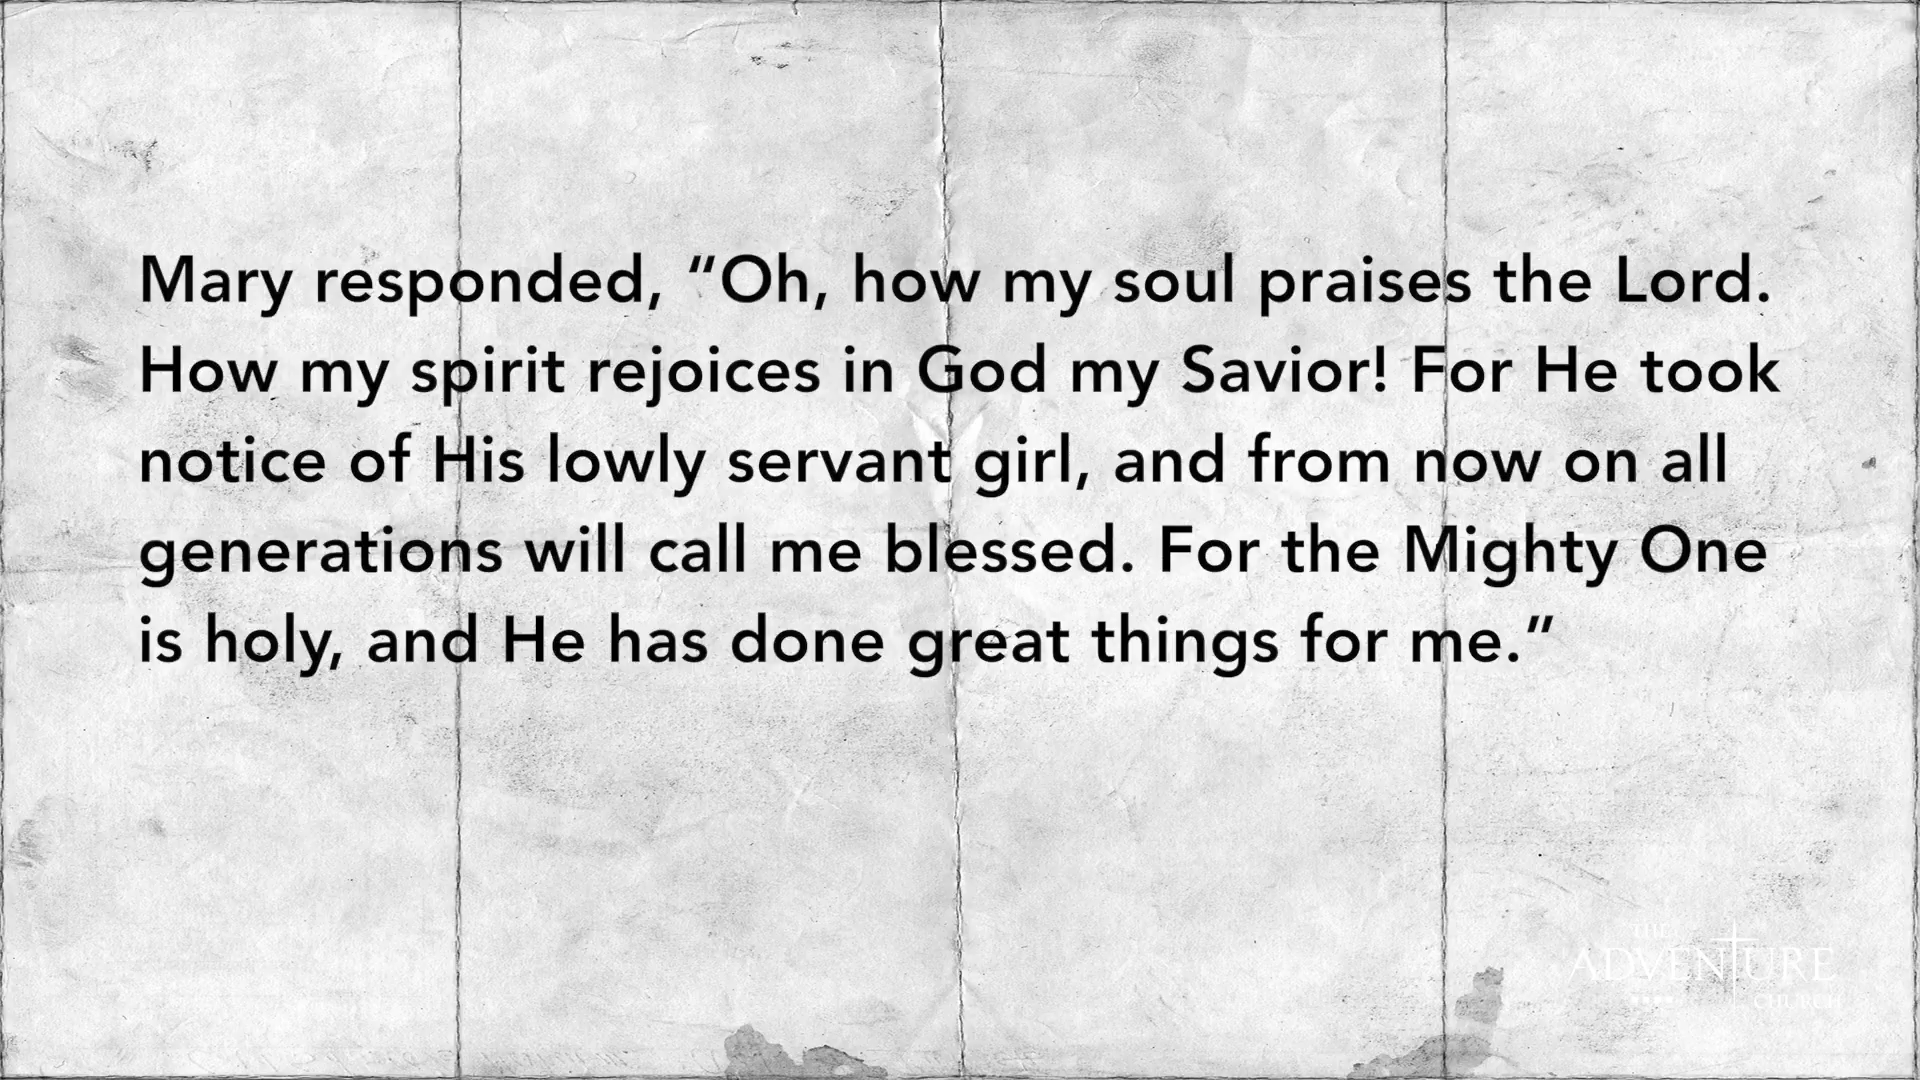 Mary responded, “Oh, how my soul praises the Lord.
How my spirit rejoices in God my Savior! For He took
notice of His lowly servant girl, and from now on all
generations will call me blessed. For the Mighty One
is holy, and He has done great things for me.”
THE
ADVENTURE
CHURCH